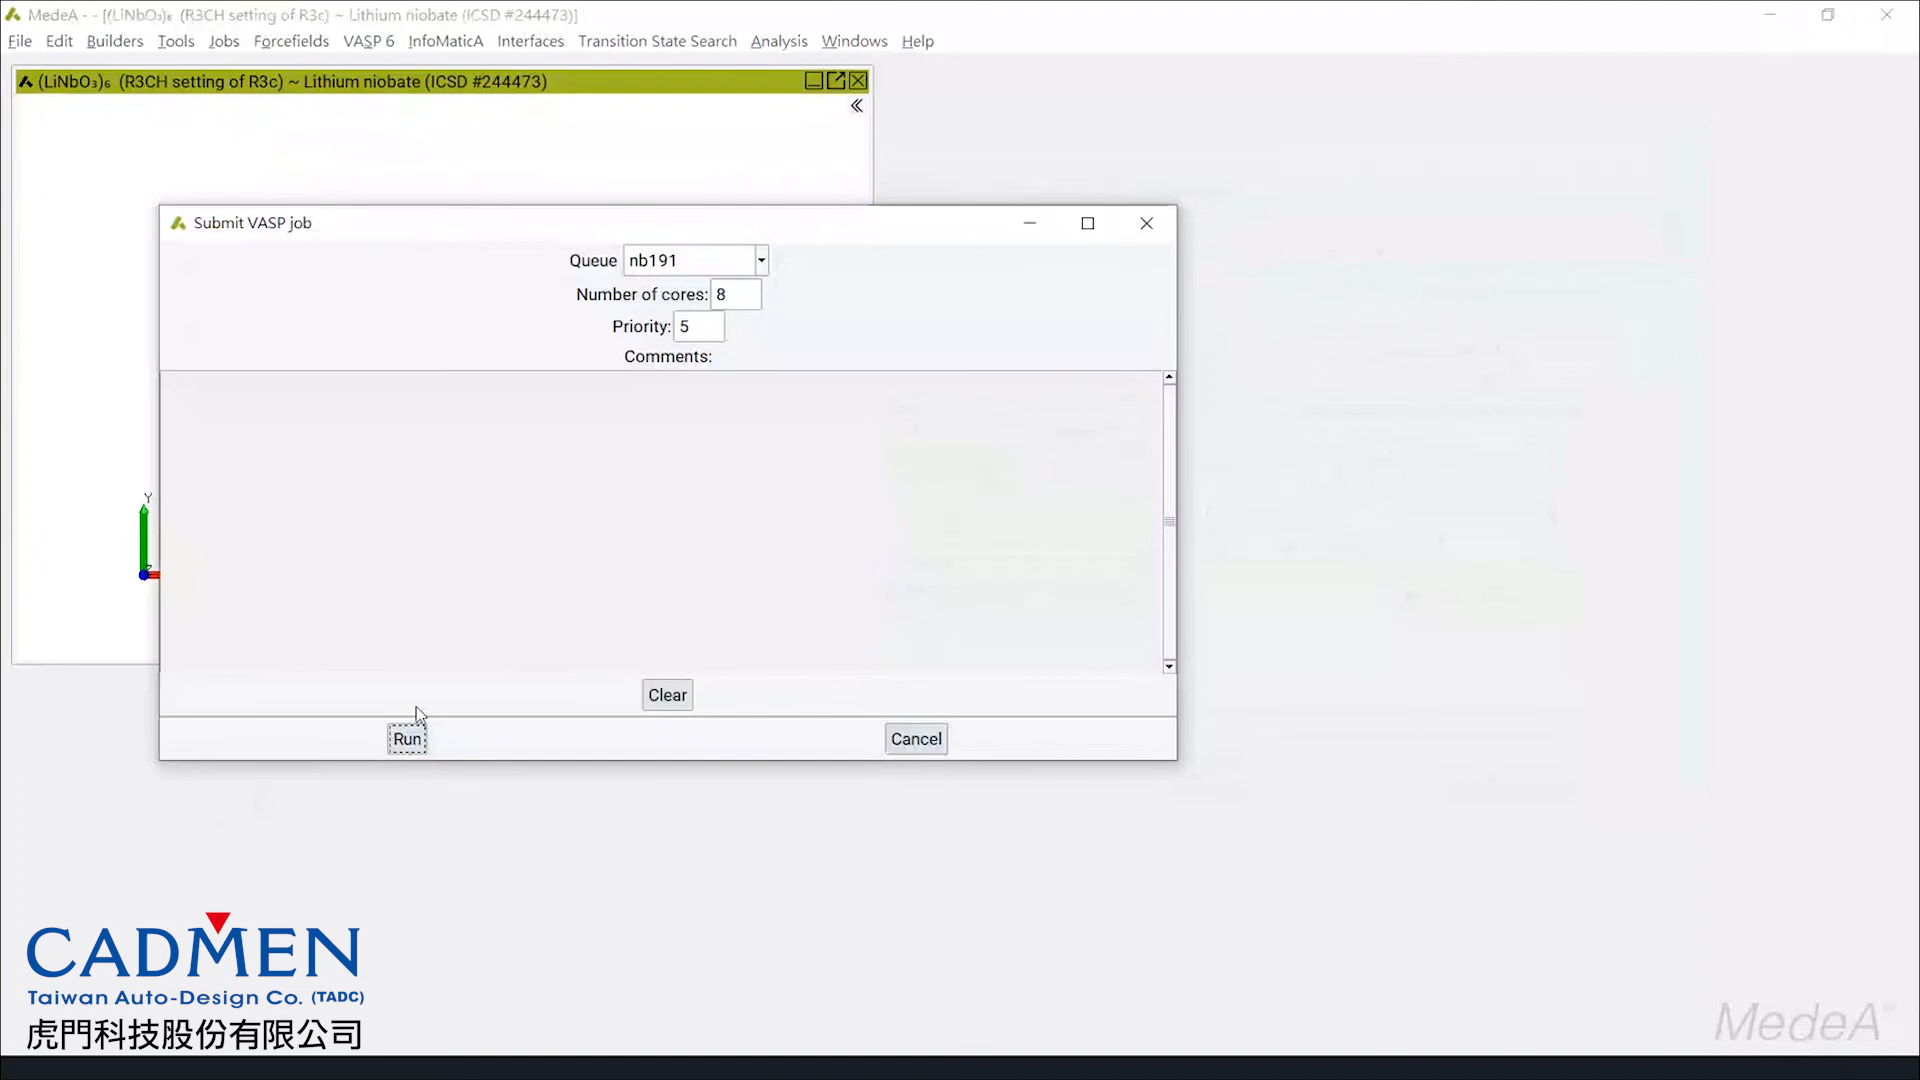 MedeA - - [(LiNbO₃)₆ (R3CH setting of R3c) ~ Lithium niobate (ICSD #244473)]
File Edit Builders Tools Jobs Forcefields VASP 6 InfoMaticA Interfaces Transition State Search Analysis Windows Help
(LiNbO₃)₆ (R3CH setting of R3c) ~ Lithium niobate (ICSD #244473)
Submit VASP job
Queue nb191
Number of cores: 8
Priority: 5
Comments:
Y
Z
Clear
Run Cancel
CADMEN
Taiwan Auto-Design Co. (TADC)
虎門科技股份有限公司
MedeA